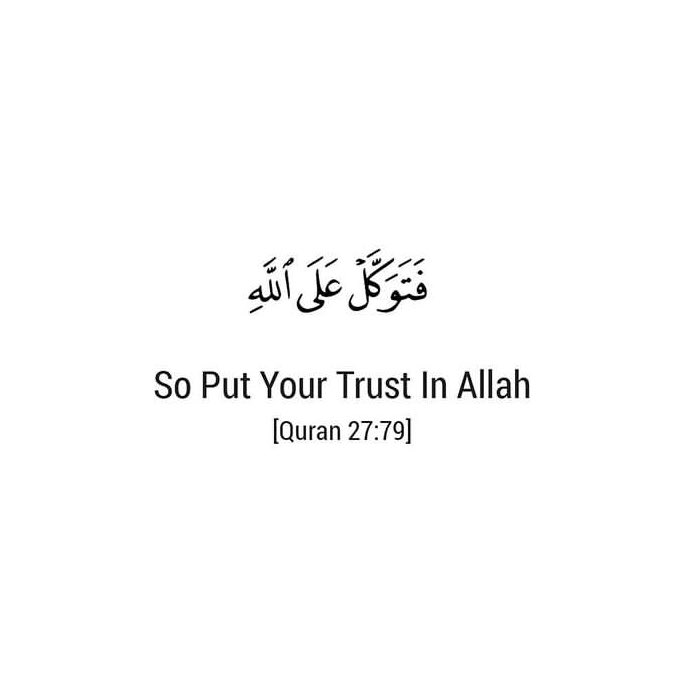 فَتَوَكَّلْ عَلَى ٱللَّهِ
So Put Your Trust In Allah
[Quran 27:79]